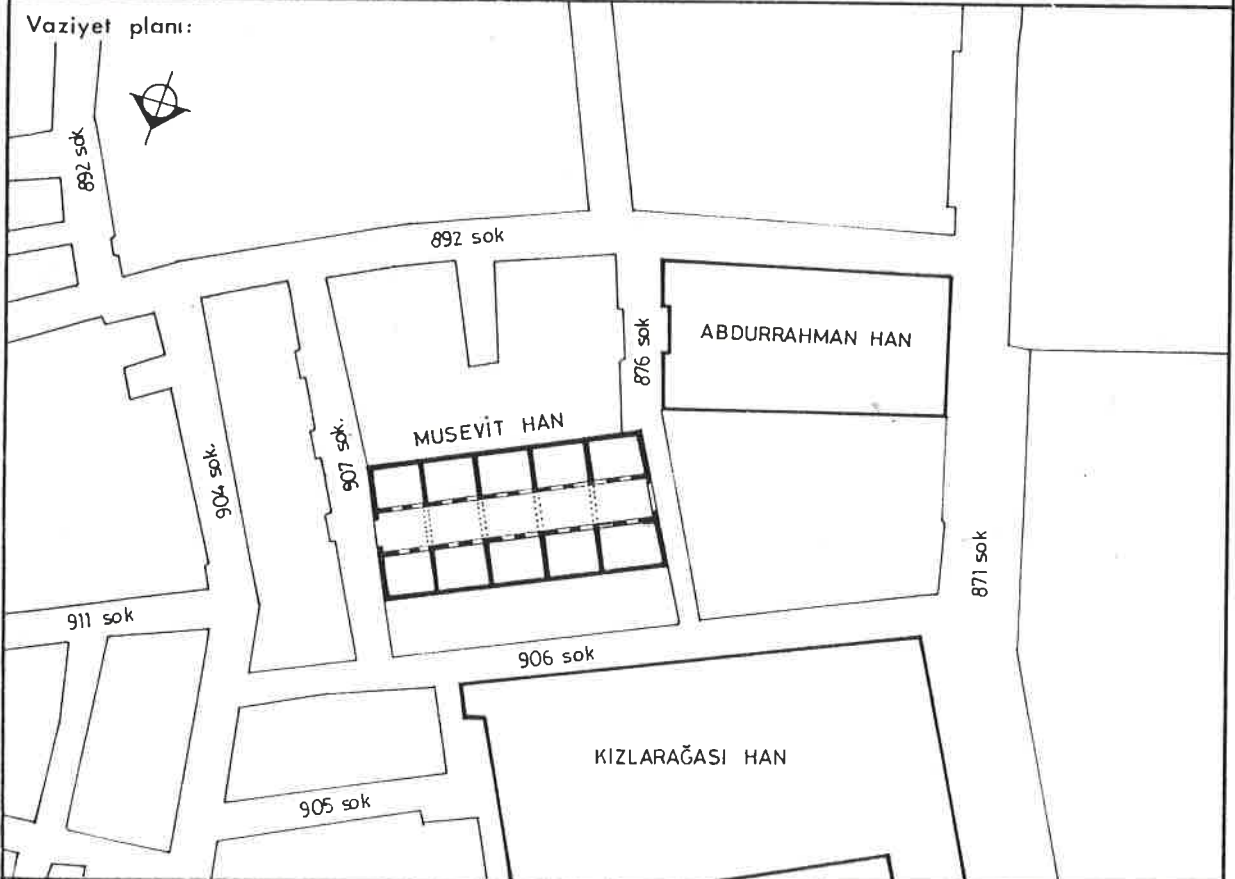 Vaziyet planı:
892 sok
892 sok
876 sok
ABDURRAHMAN HAN
MUSEVİT HAN
907 sok.
904 sok.
871 sok
911 sok
906 sok
KIZLARAĞASI HAN
905 sok